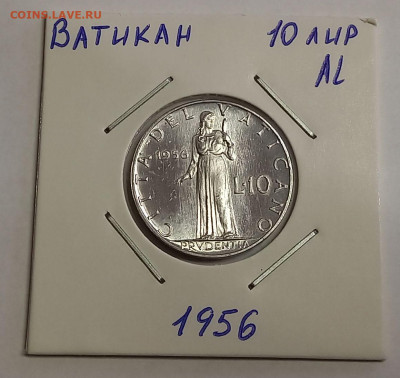 COINS.LAVE.RU
ВАТИКАН 10 ЛИР
AL
CITTA DEL VATICANO
1956
L.10
PRVDENTIA
1956